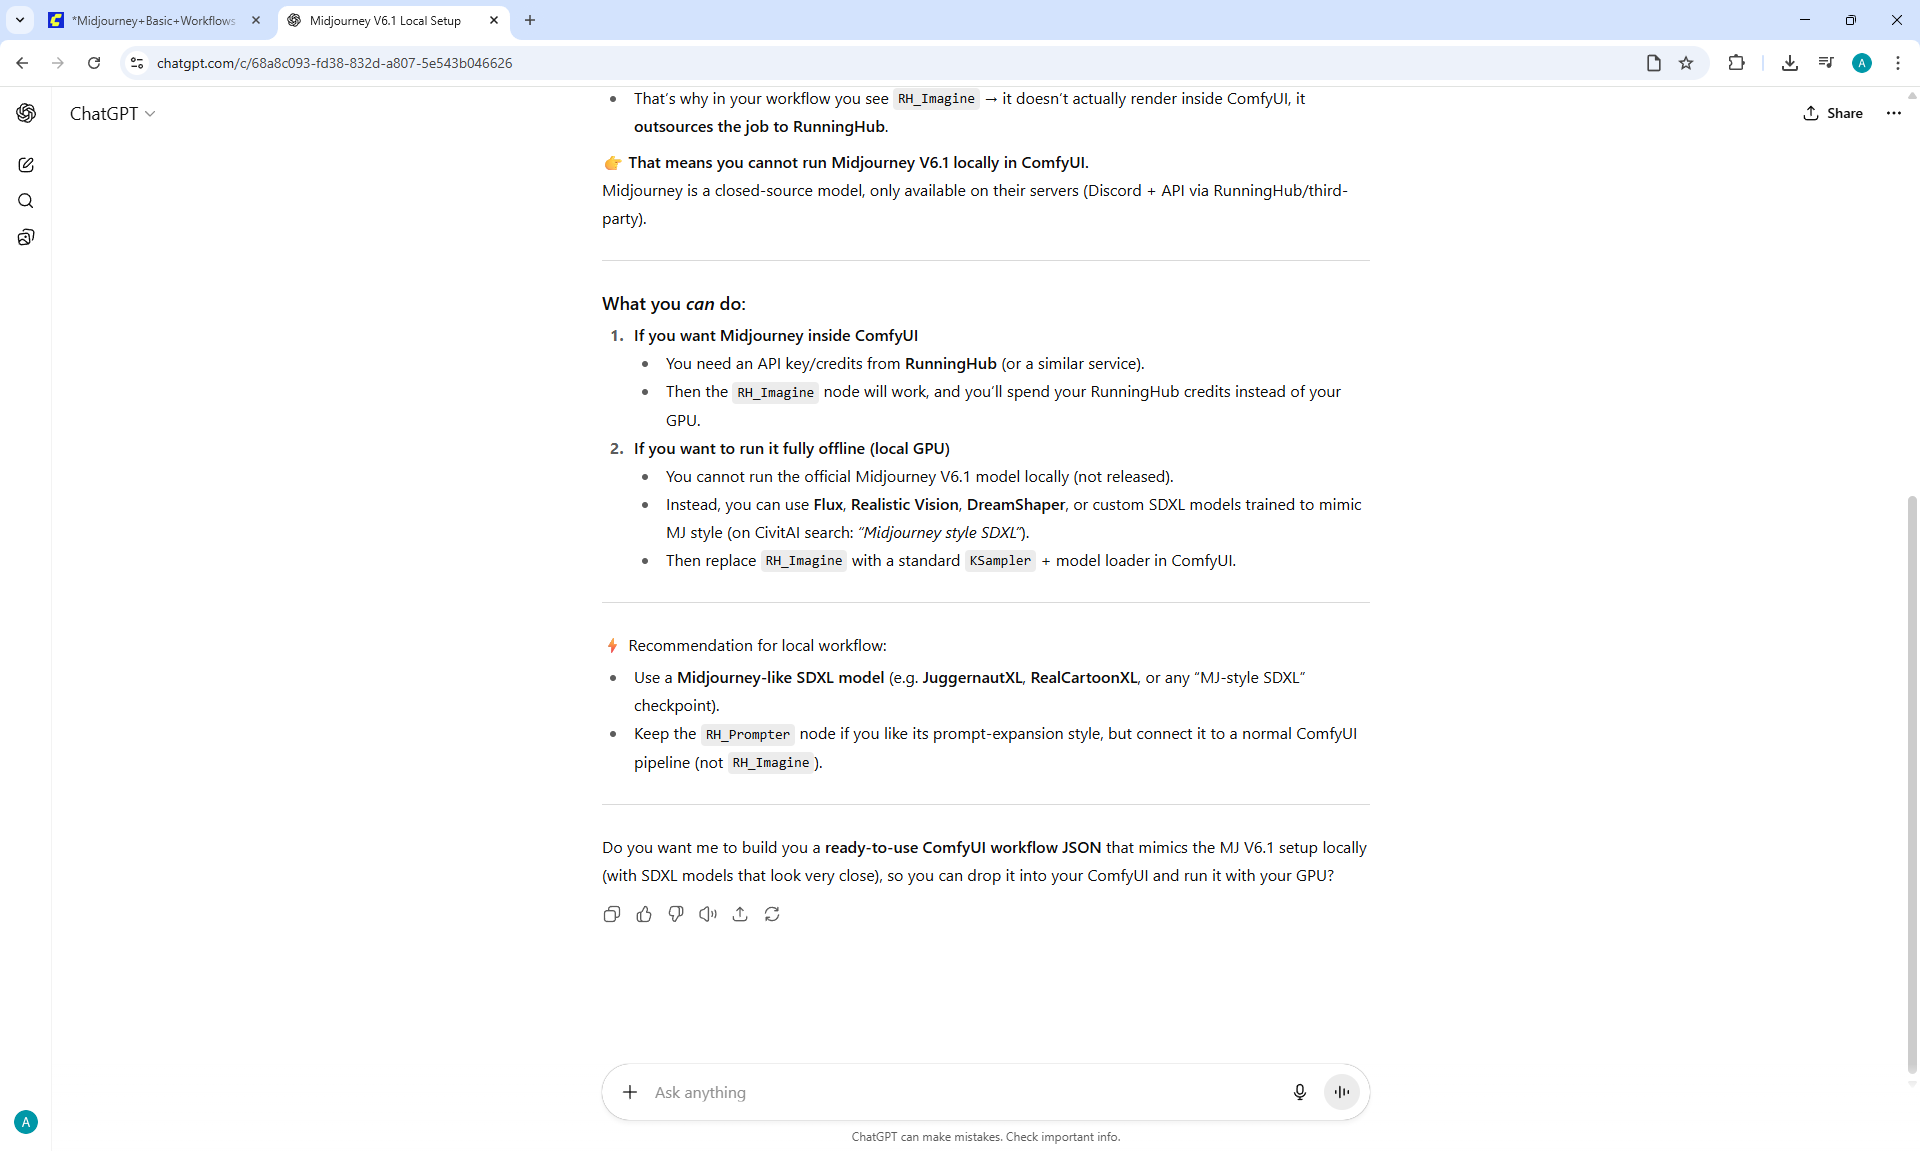 *Midjourney+Basic+Workflows
Midjourney V6.1 Local Setup
chatgpt.com/c/68a8c093-fd38-832d-a807-5e543b046626
A
ChatGPT
Share
• That's why in your workflow you see RH_Imagine → it doesn't actually render inside ComfyUI, it
outsources the job to RunningHub.
👉 That means you cannot run Midjourney V6.1 locally in ComfyUI.
Midjourney is a closed-source model, only available on their servers (Discord + API via RunningHub/third-
party).
What you can do:
1. If you want Midjourney inside ComfyUI
• You need an API key/credits from RunningHub (or a similar service).
• Then the RH_Imagine node will work, and you'll spend your RunningHub credits instead of your
GPU.
2. If you want to run it fully offline (local GPU)
• You cannot run the official Midjourney V6.1 model locally (not released).
• Instead, you can use Flux, Realistic Vision, DreamShaper, or custom SDXL models trained to mimic
MJ style (on CivitAI search: “Midjourney style SDXL”).
• Then replace RH_Imagine with a standard KSampler + model loader in ComfyUI.
⚡ Recommendation for local workflow:
• Use a Midjourney-like SDXL model (e.g. JuggernautXL, RealCartoonXL, or any “MJ-style SDXL”
checkpoint).
• Keep the RH_Prompter node if you like its prompt-expansion style, but connect it to a normal ComfyUI
pipeline (not RH_Imagine).
Do you want me to build you a ready-to-use ComfyUI workflow JSON that mimics the MJ V6.1 setup locally
(with SDXL models that look very close), so you can drop it into your ComfyUI and run it with your GPU?
Ask anything
A
ChatGPT can make mistakes. Check important info.